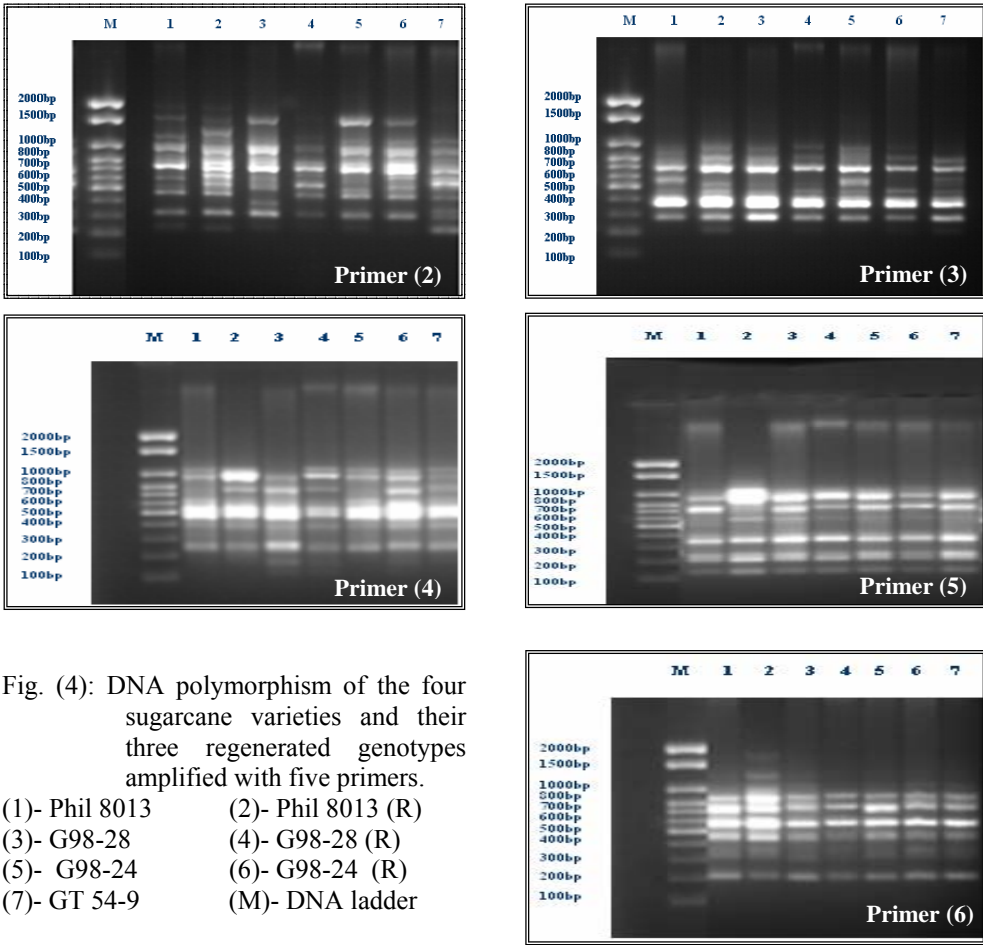 M 1 2 3 4 5 6 7
2000bp
1500bp
1000bp
800bp
700bp
600bp
500bp
400bp
300bp
200bp
100bp
Primer (2)
M 1 2 3 4 5 6 7
2000bp
1500bp
1000bp
800bp
700bp
600bp
500bp
400bp
300bp
200bp
100bp
Primer (3)
M 1 2 3 4 5 6 7
2000bp
1500bp
1000bp
800bp
700bp
600bp
500bp
400bp
300bp
200bp
100bp
Primer (4)
M 1 2 3 4 5 6 7
2000bp
1500bp
1000bp
800bp
700bp
600bp
500bp
400bp
300bp
200bp
100bp
Primer (5)
Fig. (4): DNA polymorphism of the four
sugarcane varieties and their
three regenerated genotypes
amplified with five primers.
(1)- Phil 8013 (2)- Phil 8013 (R)
(3)- G98-28 (4)- G98-28 (R)
(5)- G98-24 (6)- G98-24 (R)
(7)- GT 54-9 (M)- DNA ladder
M 1 2 3 4 5 6 7
2000bp
1500bp
1000bp
800bp
700bp
600bp
500bp
400bp
300bp
200bp
100bp
Primer (6)